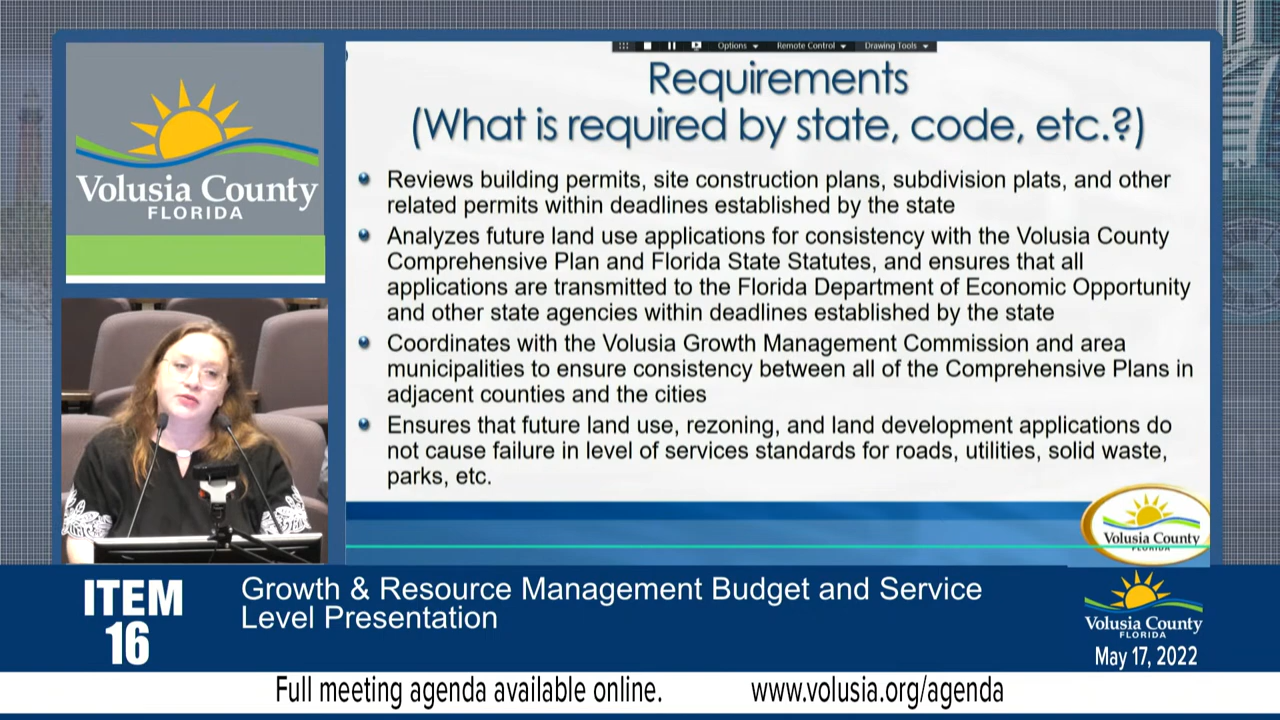 Options
Remote Control
Drawing Tools
Volusia County
FLORIDA
Requirements
(What is required by state, code, etc.?)
Reviews building permits, site construction plans, subdivision plats, and other
related permits within deadlines established by the state
Analyzes future land use applications for consistency with the Volusia County
Comprehensive Plan and Florida State Statutes, and ensures that all
applications are transmitted to the Florida Department of Economic Opportunity
and other state agencies within deadlines established by the state
Coordinates with the Volusia Growth Management Commission and area
municipalities to ensure consistency between all of the Comprehensive Plans in
adjacent counties and the cities
Ensures that future land use, rezoning, and land development applications do
not cause failure in level of services standards for roads, utilities, solid waste,
parks, etc.
Volusia County
FLORIDA
ITEM
16
Growth & Resource Management Budget and Service
Level Presentation
Volusia County
FLORIDA
May 17, 2022
Full meeting agenda available online.
www.volusia.org/agenda